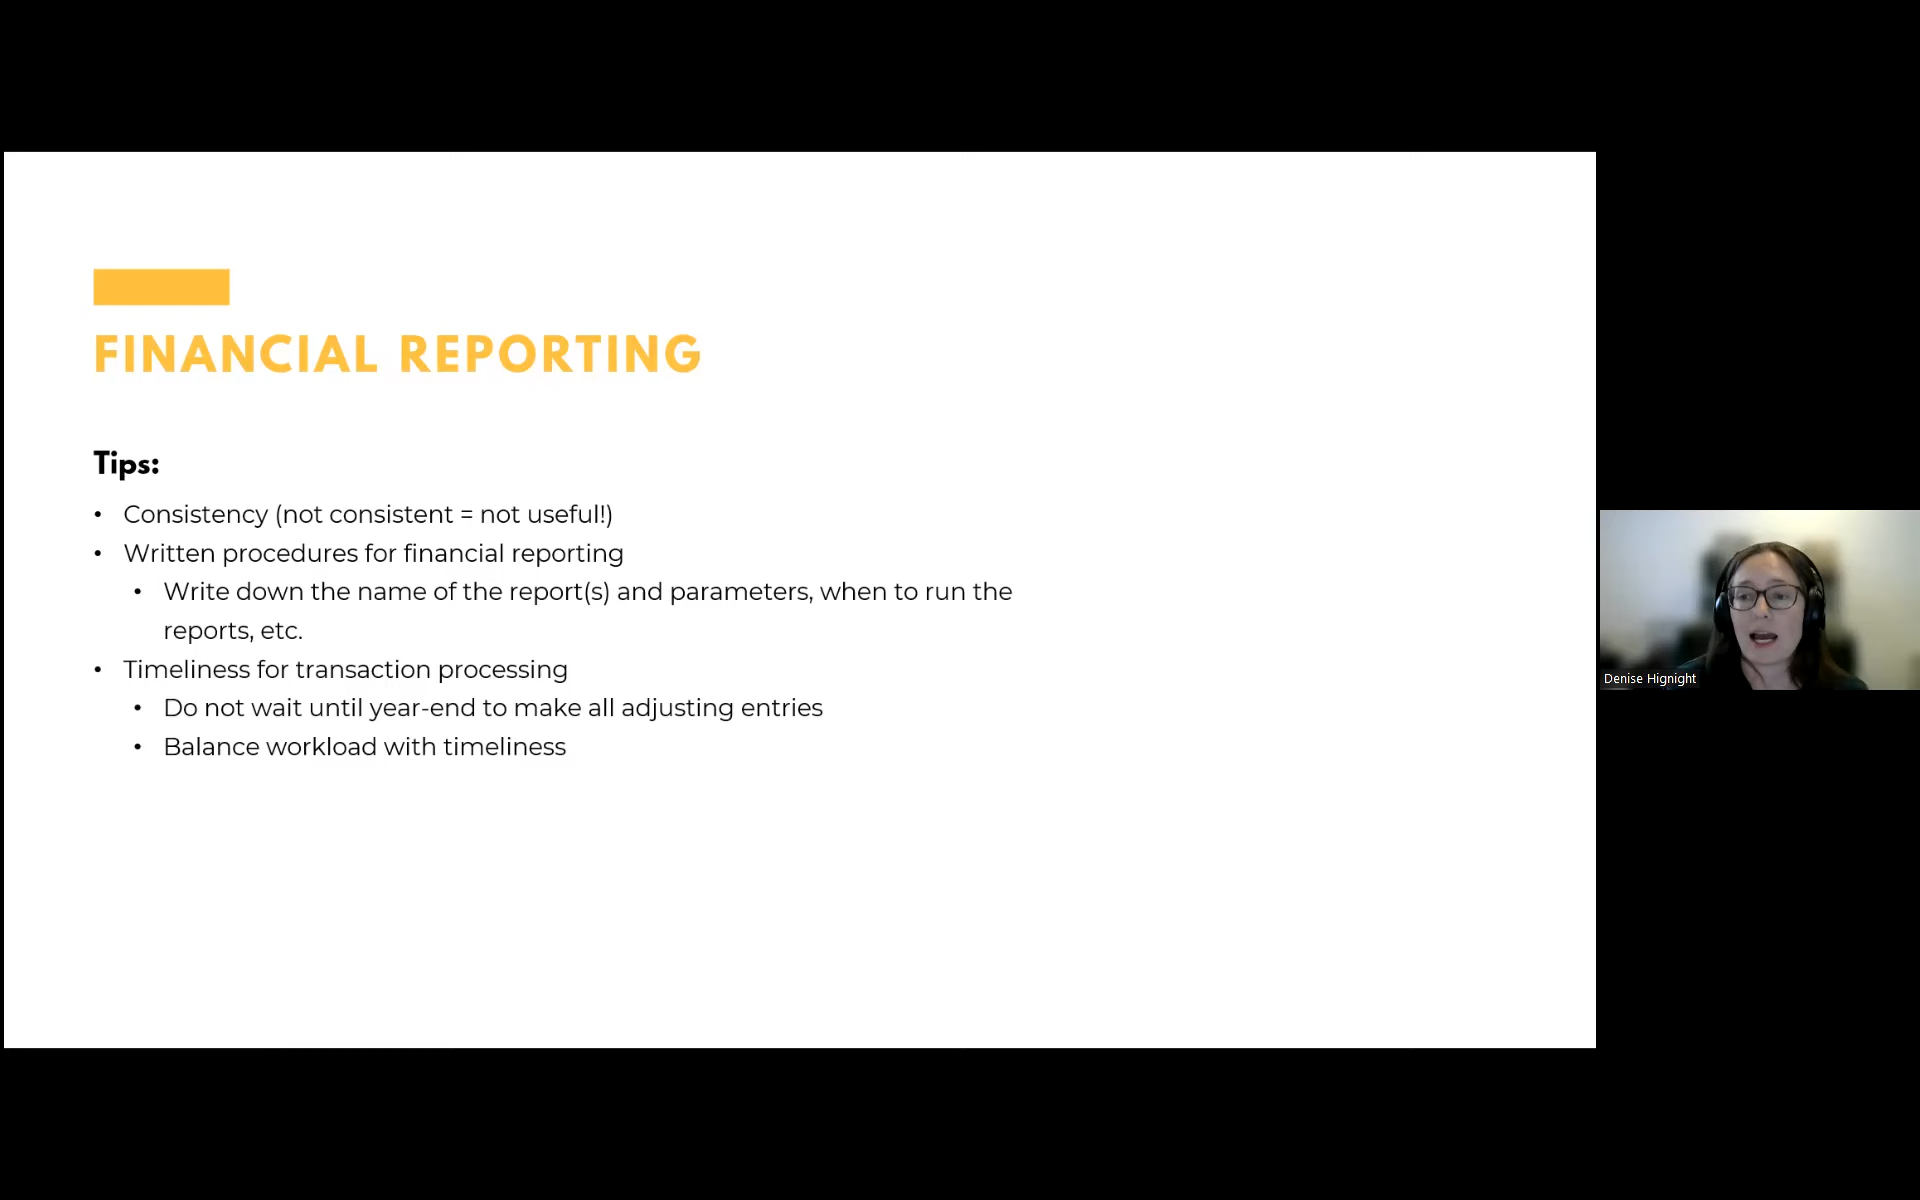 FINANCIAL REPORTING
Tips:
• Consistency (not consistent = not useful!)
• Written procedures for financial reporting
• Write down the name of the report(s) and parameters, when to run the
reports, etc.
• Timeliness for transaction processing
• Do not wait until year-end to make all adjusting entries
• Balance workload with timeliness
Denise Hignight